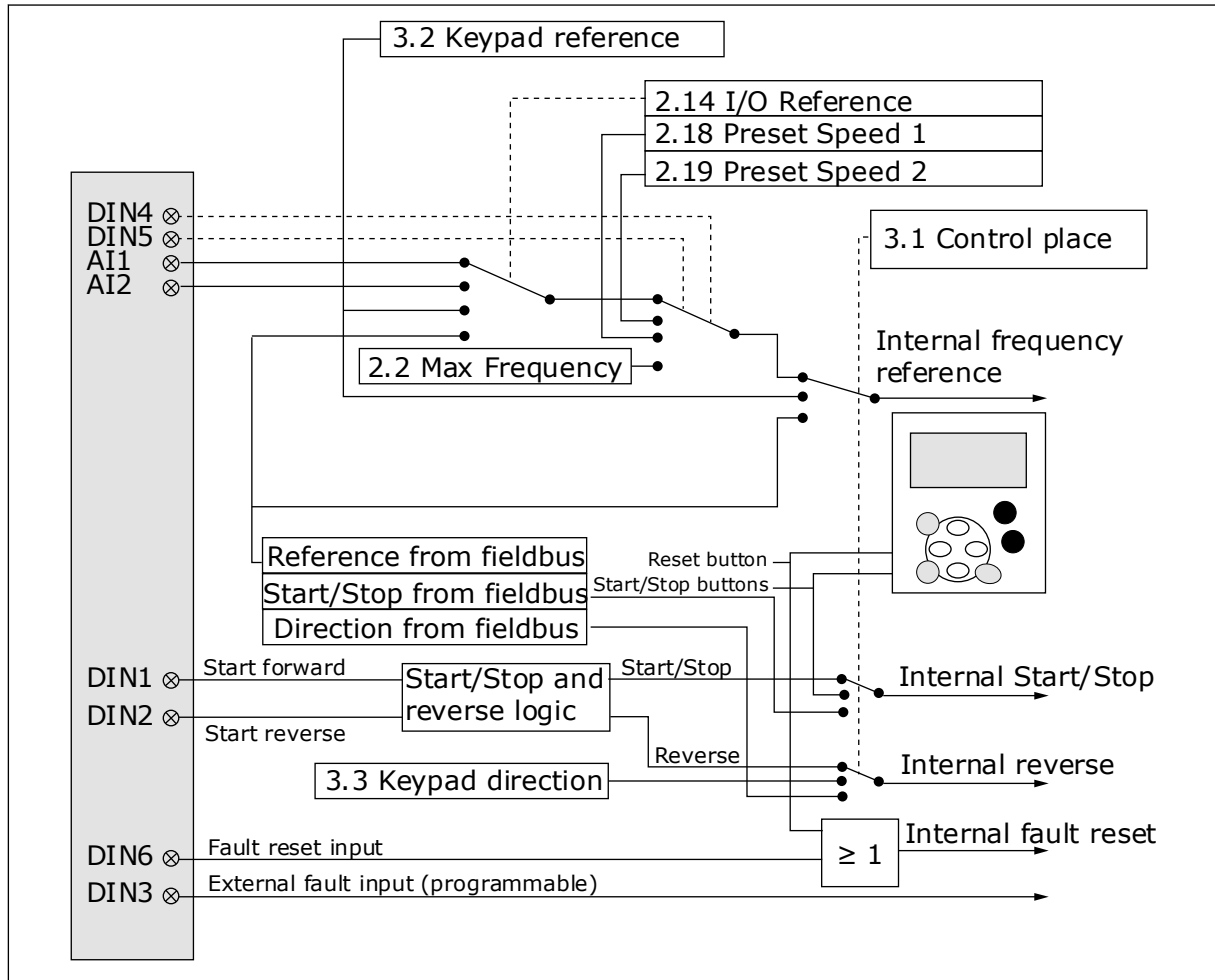 3.2 Keypad reference
2.14 I/O Reference
2.18 Preset Speed 1
2.19 Preset Speed 2
DIN4
DIN5
AI1
AI2
3.1 Control place
2.2 Max Frequency
Internal frequency
reference
Reference from fieldbus
Start/Stop from fieldbus
Direction from fieldbus
Reset button
Start/Stop buttons
DIN1
Start forward
DIN2
Start reverse
Start/Stop and
reverse logic
Start/Stop
Internal Start/Stop
Reverse
3.3 Keypad direction
Internal reverse
DIN6
Fault reset input
≥ 1
Internal fault reset
DIN3
External fault input (programmable)